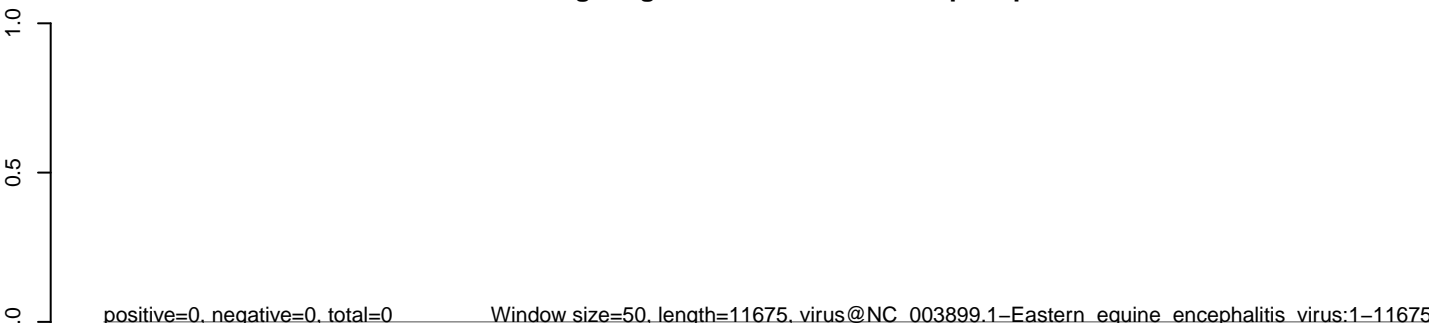 1.0
0.5
positive=0, negative=0, total=0 Window size=50, length=11675, virus@NC_003899.1−Eastern_equine_encephalitis_virus:1−11675